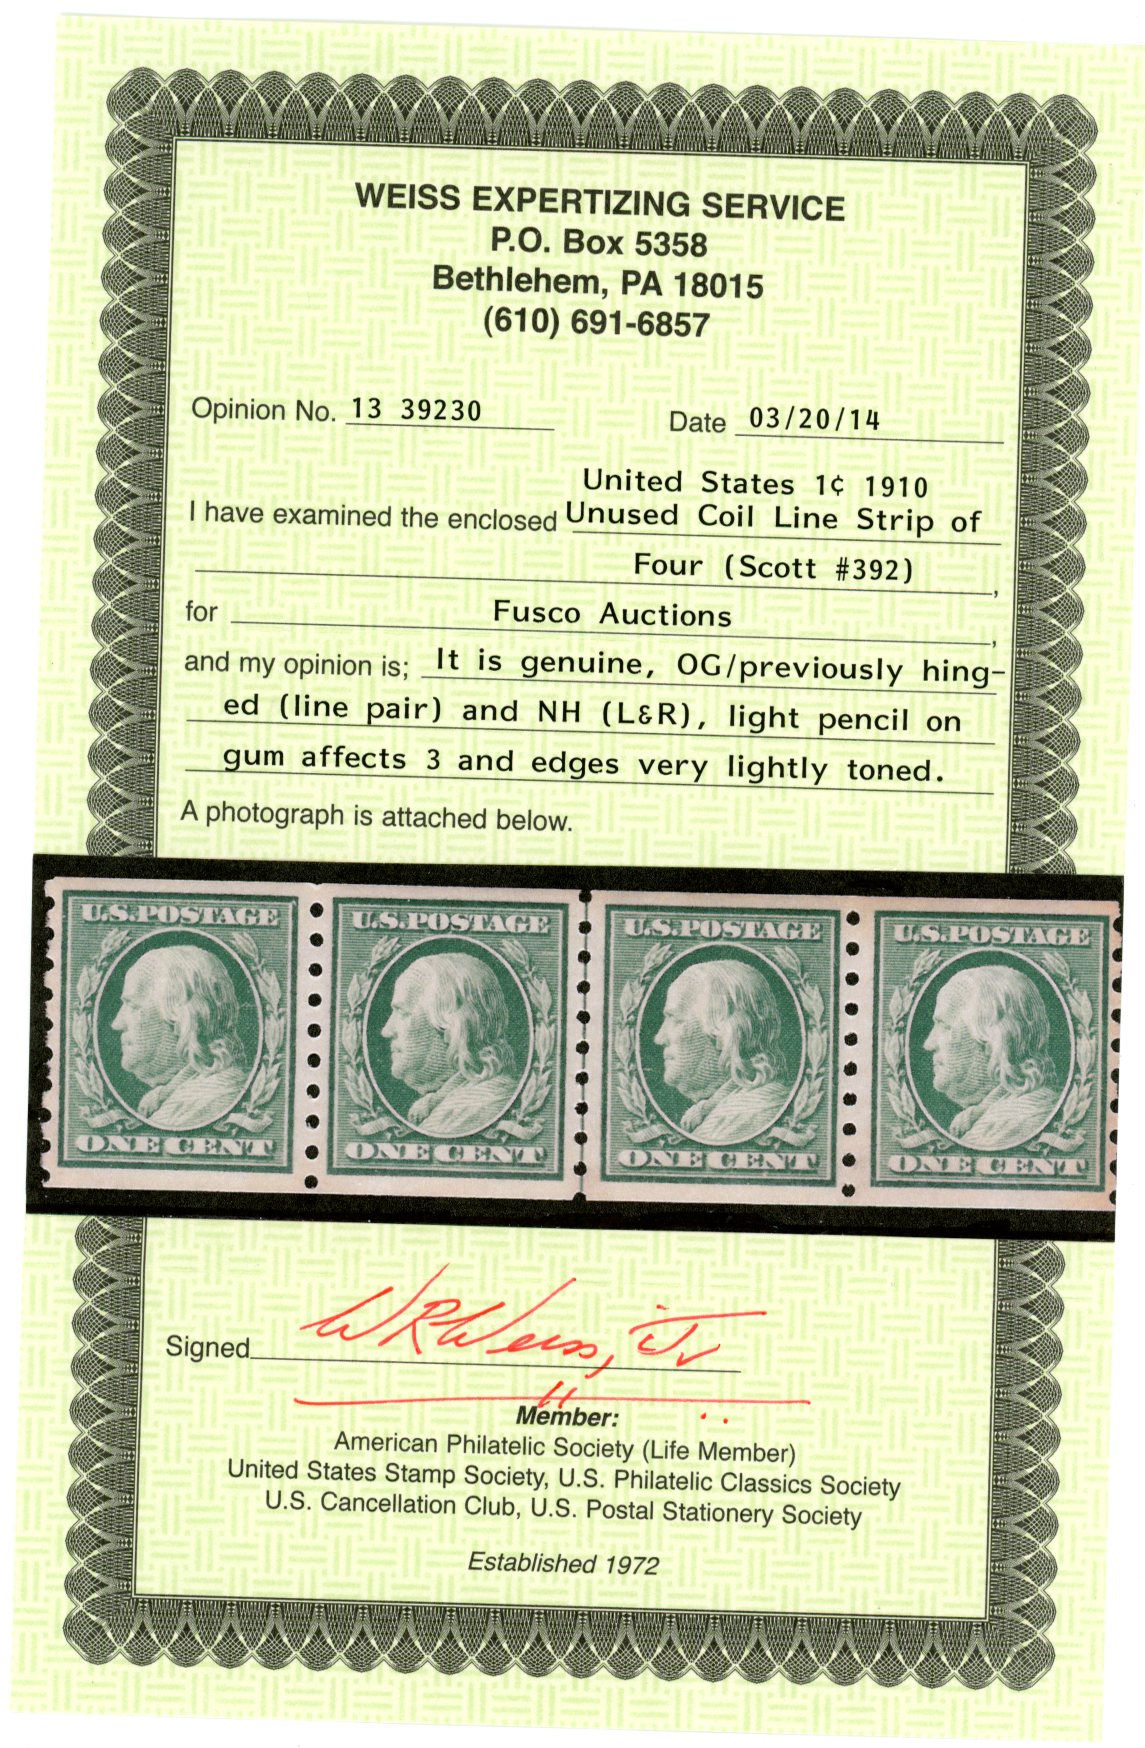 WEISS EXPERTIZING SERVICE
P.O. Box 5358
Bethlehem, PA 18015
(610) 691-6857
Opinion No. 13 39230 Date 03/20/14
United States 1¢ 1910
I have examined the enclosed Unused Coil Line Strip of
Four (Scott #392),
for Fusco Auctions,
and my opinion is; It is genuine, OG/previously hing-
ed (line pair) and NH (L&R), light pencil on
gum affects 3 and edges very lightly toned.
A photograph is attached below.
U.S.POSTAGE U.S.POSTAGE U.S.POSTAGE U.S.POSTAGE
ONE CENT ONE CENT ONE CENT ONE CENT
Signed WRWeiss, Jr
Member:
American Philatelic Society (Life Member)
United States Stamp Society, U.S. Philatelic Classics Society
U.S. Cancellation Club, U.S. Postal Stationery Society
Established 1972